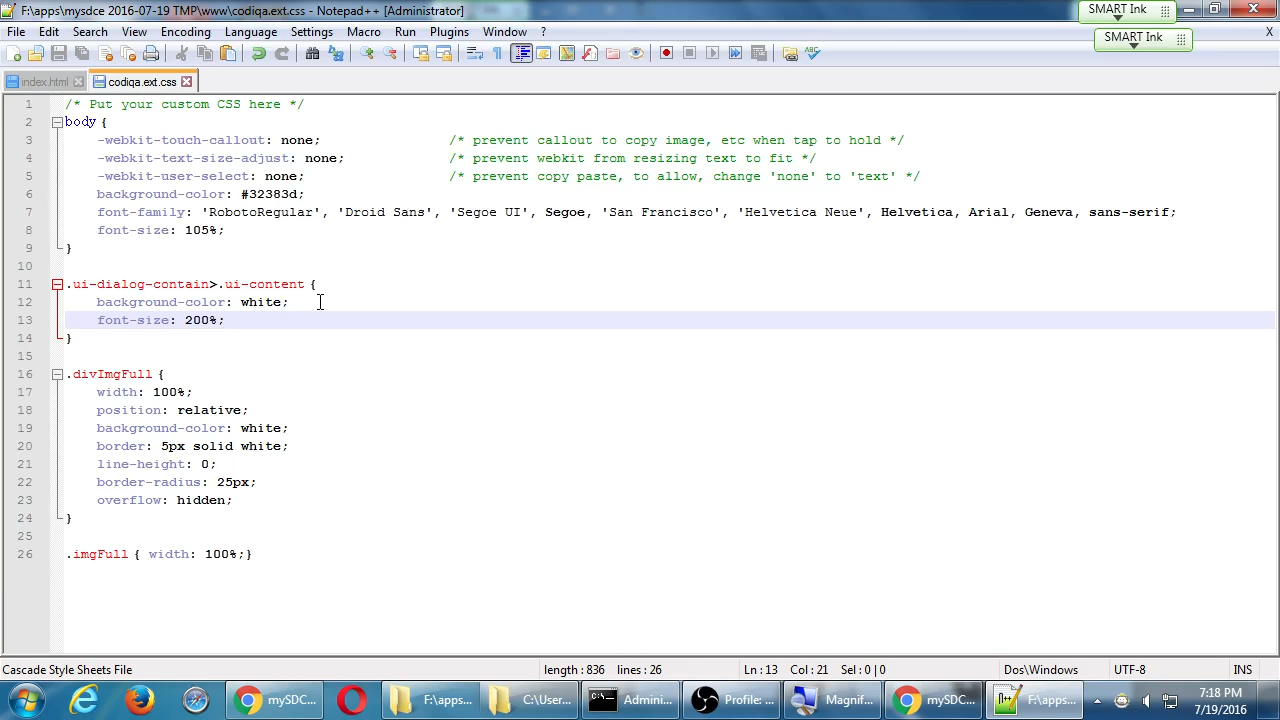 F:\apps\mysdce 2016-07-19 TMP\www\codiqa.ext.css - Notepad++ [Administrator]
SMART Ink
SMART Ink
File Edit Search View Encoding Language Settings Macro Run Plugins Window ? X
index.html codiqa.ext.css
1 /* Put your custom CSS here */
2 body {
3 -webkit-touch-callout: none; /* prevent callout to copy image, etc when tap to hold */
4 -webkit-text-size-adjust: none; /* prevent webkit from resizing text to fit */
5 -webkit-user-select: none; /* prevent copy paste, to allow, change 'none' to 'text' */
6 background-color: #32383d;
7 font-family: 'RobotoRegular', 'Droid Sans', 'Segoe UI', Segoe, 'San Francisco', 'Helvetica Neue', Helvetica, Arial, Geneva, sans-serif;
8 font-size: 105%;
9 }
10
11 .ui-dialog-contain>.ui-content {
12 background-color: white;
13 font-size: 200%;
14 }
15
16 .divImgFull {
17 width: 100%;
18 position: relative;
19 background-color: white;
20 border: 5px solid white;
21 line-height: 0;
22 border-radius: 25px;
23 overflow: hidden;
24 }
25
26 .imgFull { width: 100%;}
Cascade Style Sheets File length : 836 lines : 26 Ln : 13 Col : 21 Sel : 0 | 0 Dos\Windows UTF-8 INS
mySDC... F:\apps... C:\User... Admini... Profile: ... Magnif... mySDC... F:\apps... 7:18 PM
7/19/2016